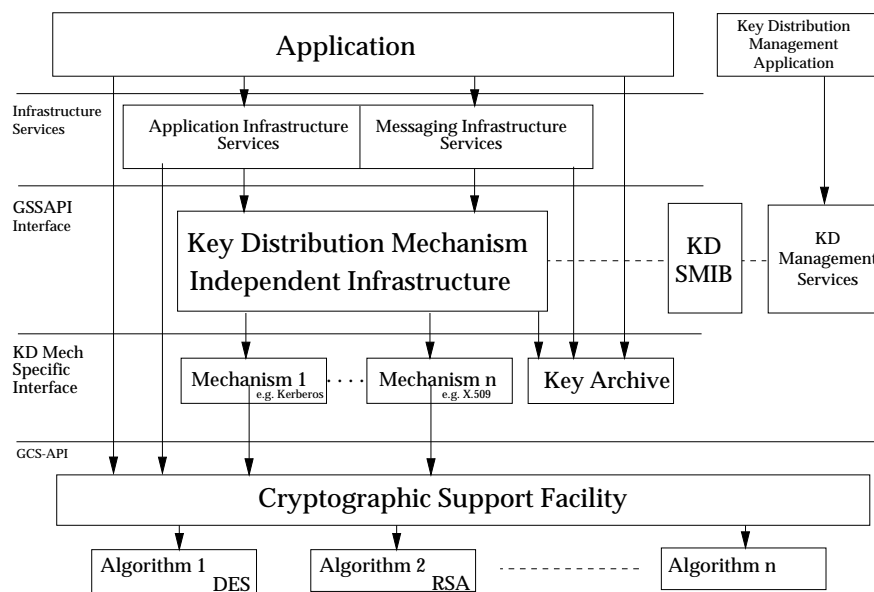 Application
Key Distribution
Management
Application
Infrastructure
Services
Application Infrastructure
Services
Messaging Infrastructure
Services
GSSAPI
Interface
Key Distribution Mechanism
Independent Infrastructure
KD
SMIB
KD
Management
Services
KD Mech
Specific
Interface
Mechanism 1
e.g. Kerberos
Mechanism n
e.g. X.509
Key Archive
GCS-API
Cryptographic Support Facility
Algorithm 1
DES
Algorithm 2
RSA
Algorithm n